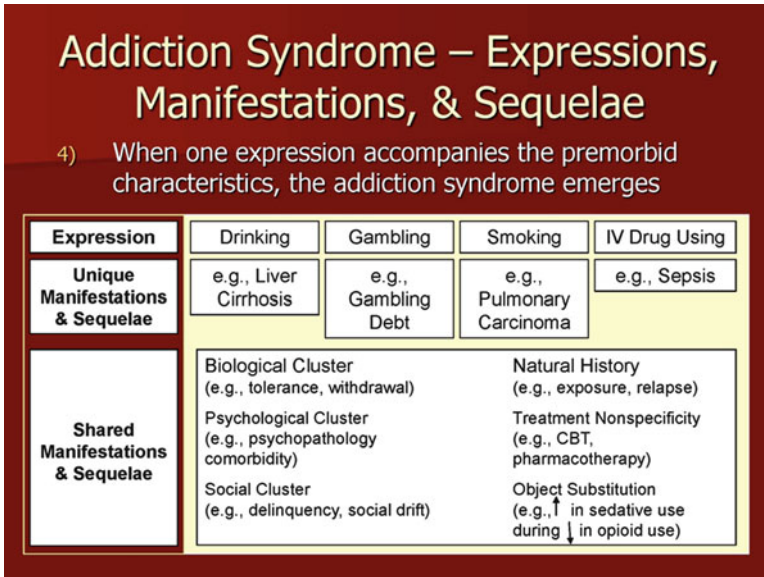 Addiction Syndrome – Expressions,
Manifestations, & Sequelae
4) When one expression accompanies the premorbid
characteristics, the addiction syndrome emerges
Expression
Drinking
Gambling
Smoking
IV Drug Using
Unique
Manifestations
& Sequelae
e.g., Liver
Cirrhosis
e.g.,
Gambling
Debt
e.g.,
Pulmonary
Carcinoma
e.g., Sepsis
Shared
Manifestations
& Sequelae
Biological Cluster
(e.g., tolerance, withdrawal)
Psychological Cluster
(e.g., psychopathology
comorbidity)
Social Cluster
(e.g., delinquency, social drift)
Natural History
(e.g., exposure, relapse)
Treatment Nonspecificity
(e.g., CBT,
pharmacotherapy)
Object Substitution
(e.g.,↑ in sedative use
during ↓ in opioid use)